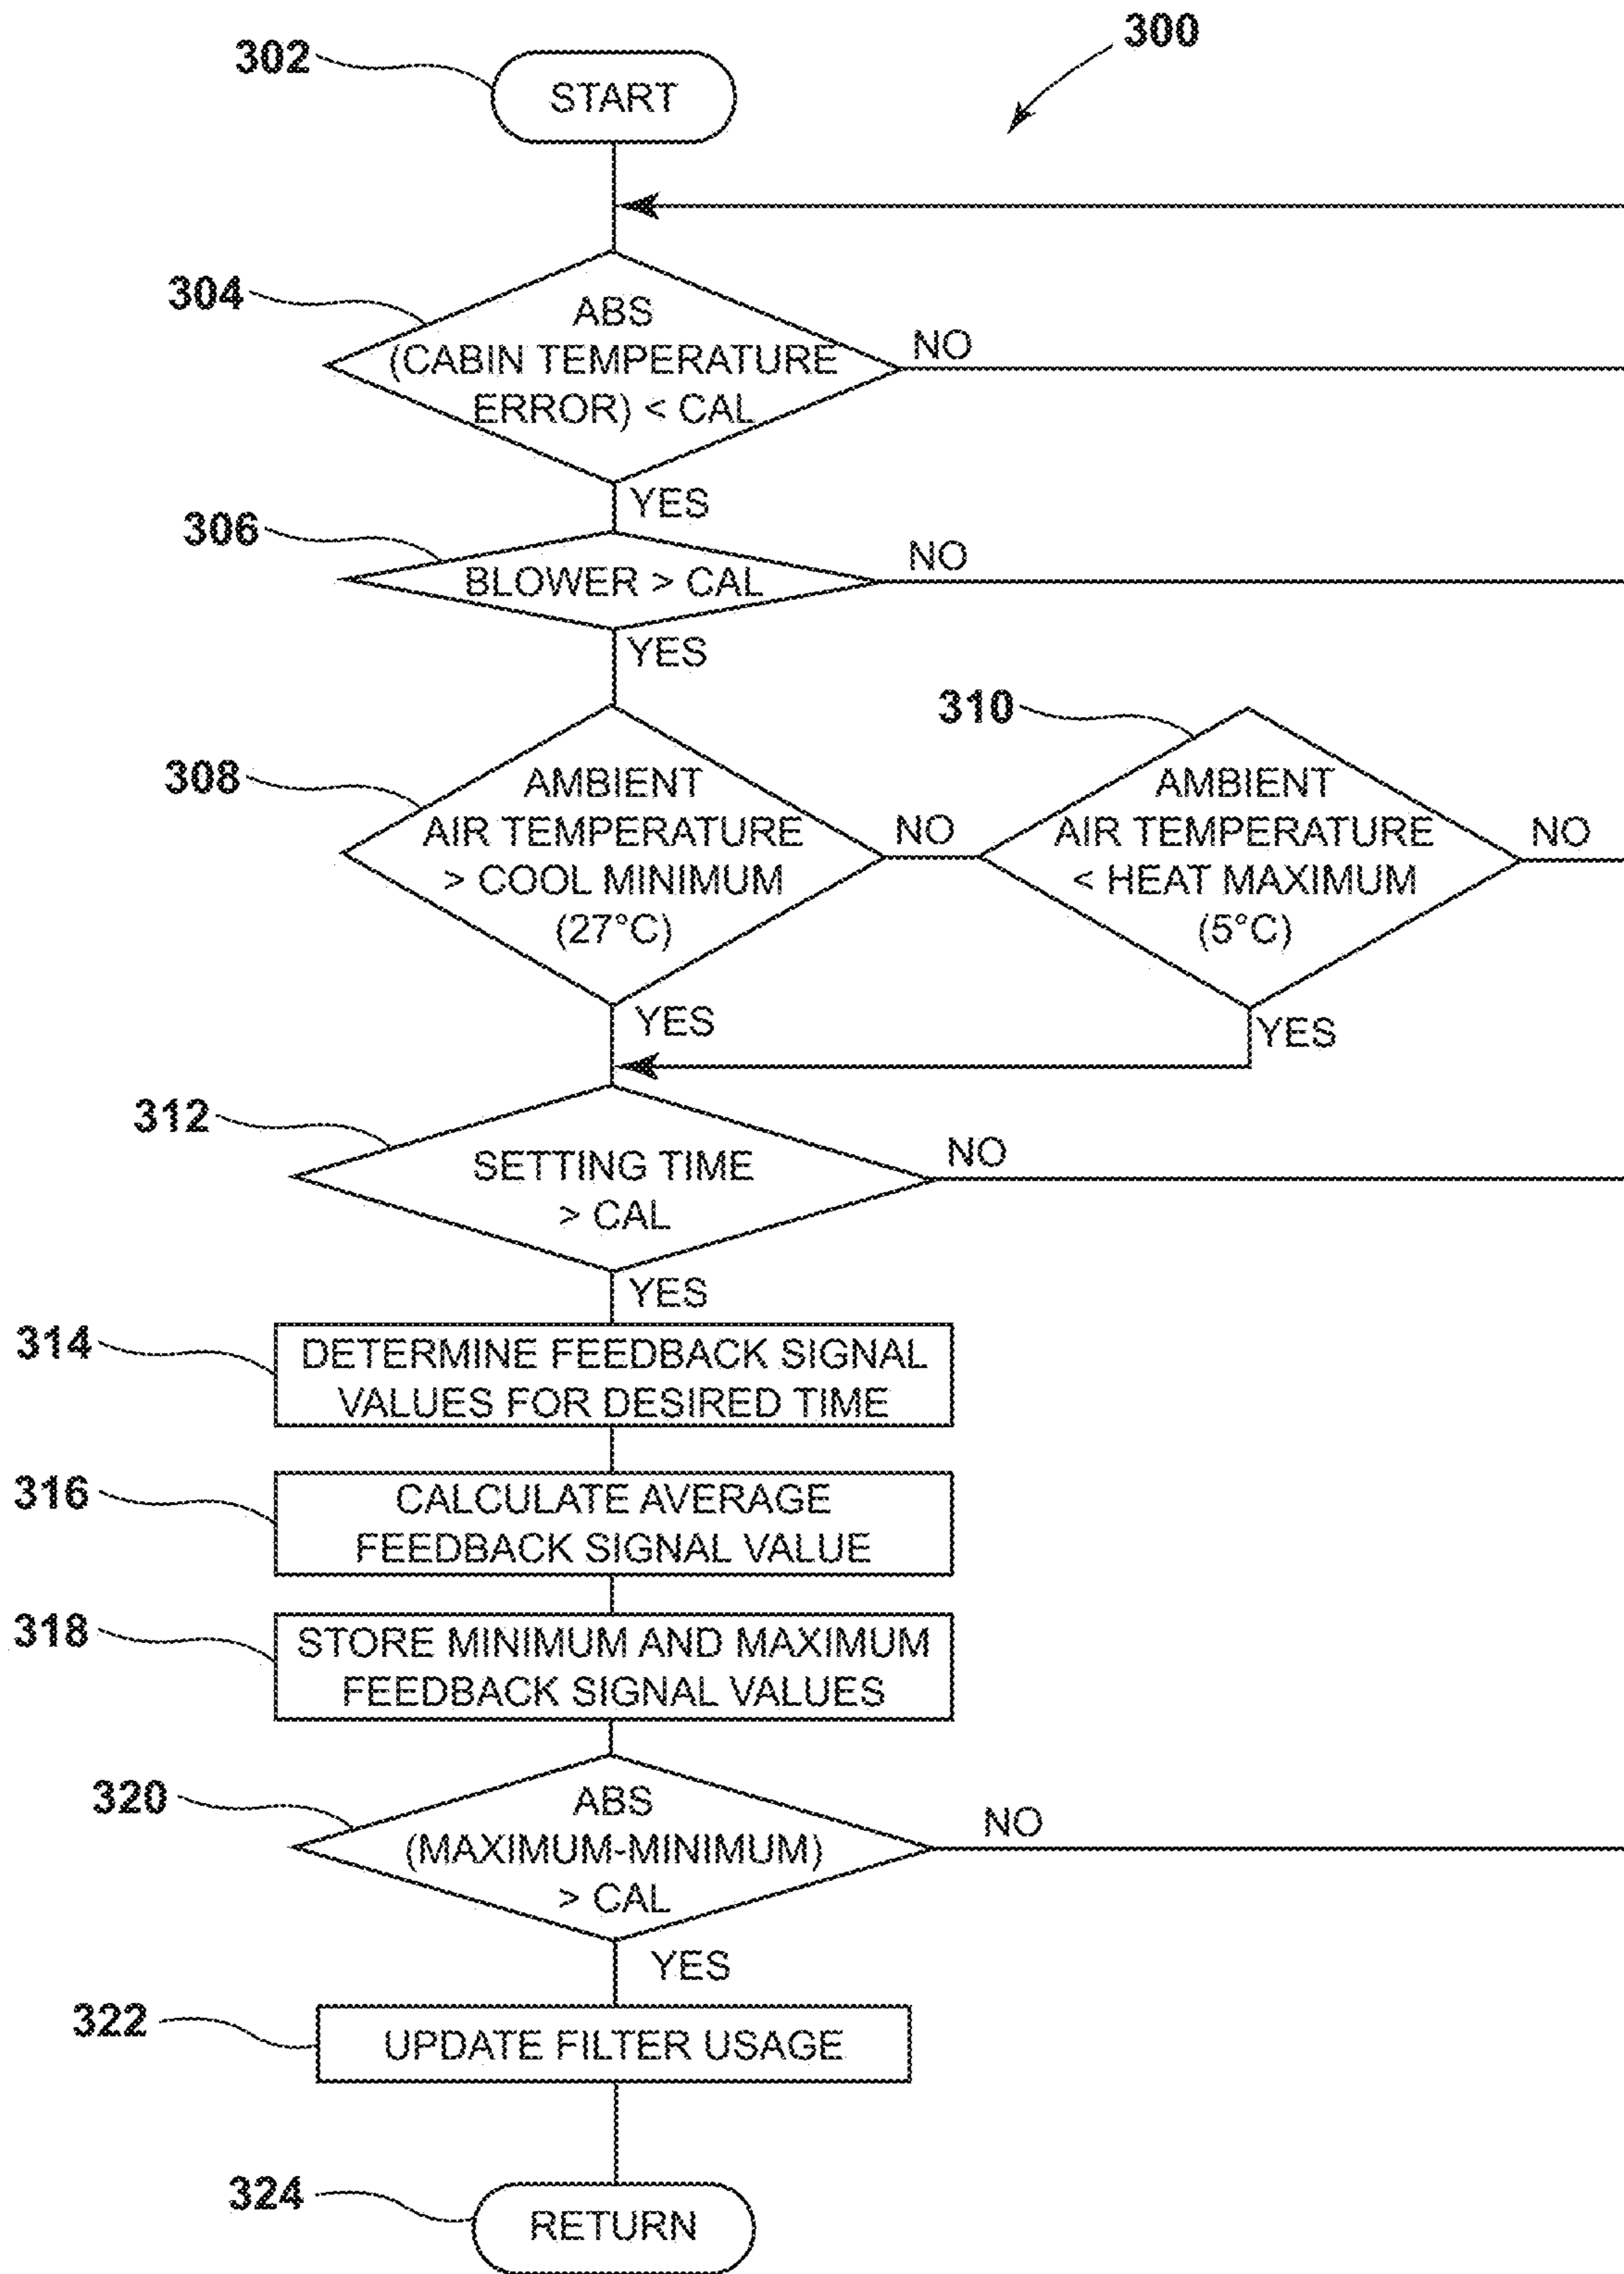 300
302
START
304
ABS
(CABIN TEMPERATURE
ERROR) < CAL
NO
YES
306
BLOWER > CAL
NO
YES
308
AMBIENT
AIR TEMPERATURE
> COOL MINIMUM
(27°C)
NO
310
AMBIENT
AIR TEMPERATURE
< HEAT MAXIMUM
(5°C)
NO
YES
YES
312
SETTING TIME
> CAL
NO
YES
314
DETERMINE FEEDBACK SIGNAL
VALUES FOR DESIRED TIME
316
CALCULATE AVERAGE
FEEDBACK SIGNAL VALUE
318
STORE MINIMUM AND MAXIMUM
FEEDBACK SIGNAL VALUES
320
ABS
(MAXIMUM-MINIMUM)
> CAL
NO
YES
322
UPDATE FILTER USAGE
324
RETURN